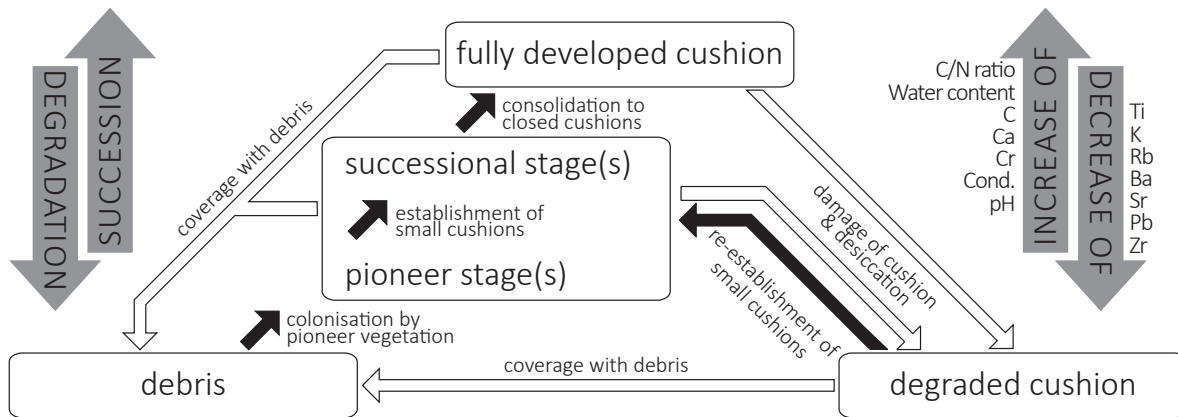 DEGRADATION
SUCCESSION
fully developed cushion
consolidation to
closed cushions
coverage with debris
successional stage(s)
establishment of
small cushions
pioneer stage(s)
colonisation by
pioneer vegetation
debris
coverage with debris
damage of cushion
& desiccation
re-establishment of
small cushions
degraded cushion
C/N ratio
Water content
C
Ca
Cr
Cond.
pH
INCREASE OF
DECREASE OF
Ti
K
Rb
Ba
Sr
Pb
Zr